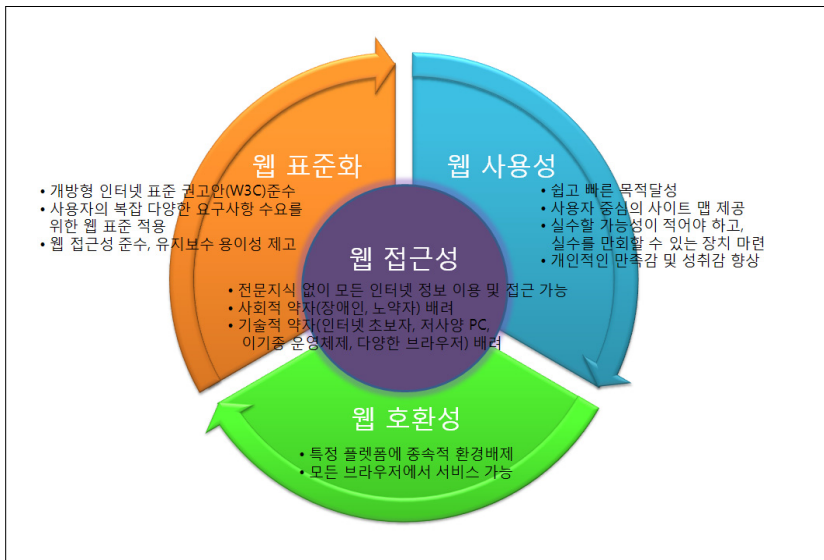 웹 표준화
• 개방형 인터넷 표준 권고안(W3C)준수
• 사용자의 복잡 다양한 요구사항 수요를
위한 웹 표준 적용
• 웹 접근성 준수, 유지보수 용이성 제고
웹 사용성
• 쉽고 빠른 목적달성
• 사용자 중심의 사이트 맵 제공
• 실수할 가능성이 적어야 하고,
실수를 만회할 수 있는 장치 마련
• 개인적인 만족감 및 성취감 향상
웹 접근성
• 전문지식 없이 모든 인터넷 정보 이용 및 접근 가능
• 사회적 약자(장애인, 노약자) 배려
• 기술적 약자(인터넷 초보자, 저사양 PC,
이기종 운영체제, 다양한 브라우저) 배려
웹 호환성
• 특정 플렛폼에 종속적 환경배제
• 모든 브라우저에서 서비스 가능